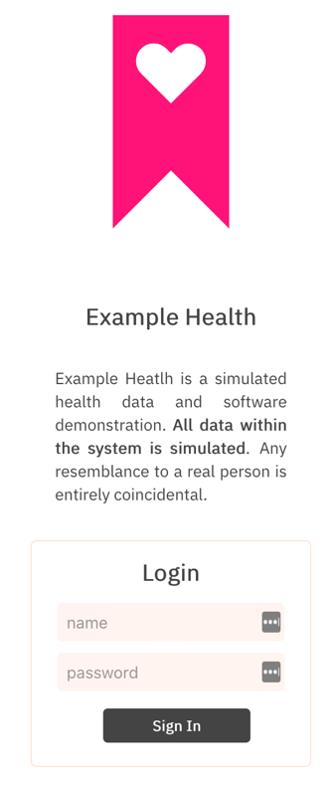 Example Health
Example Heatlh is a simulated
health data and software
demonstration. All data within
the system is simulated. Any
resemblance to a real person is
entirely coincidental.
Login
name
password
Sign In